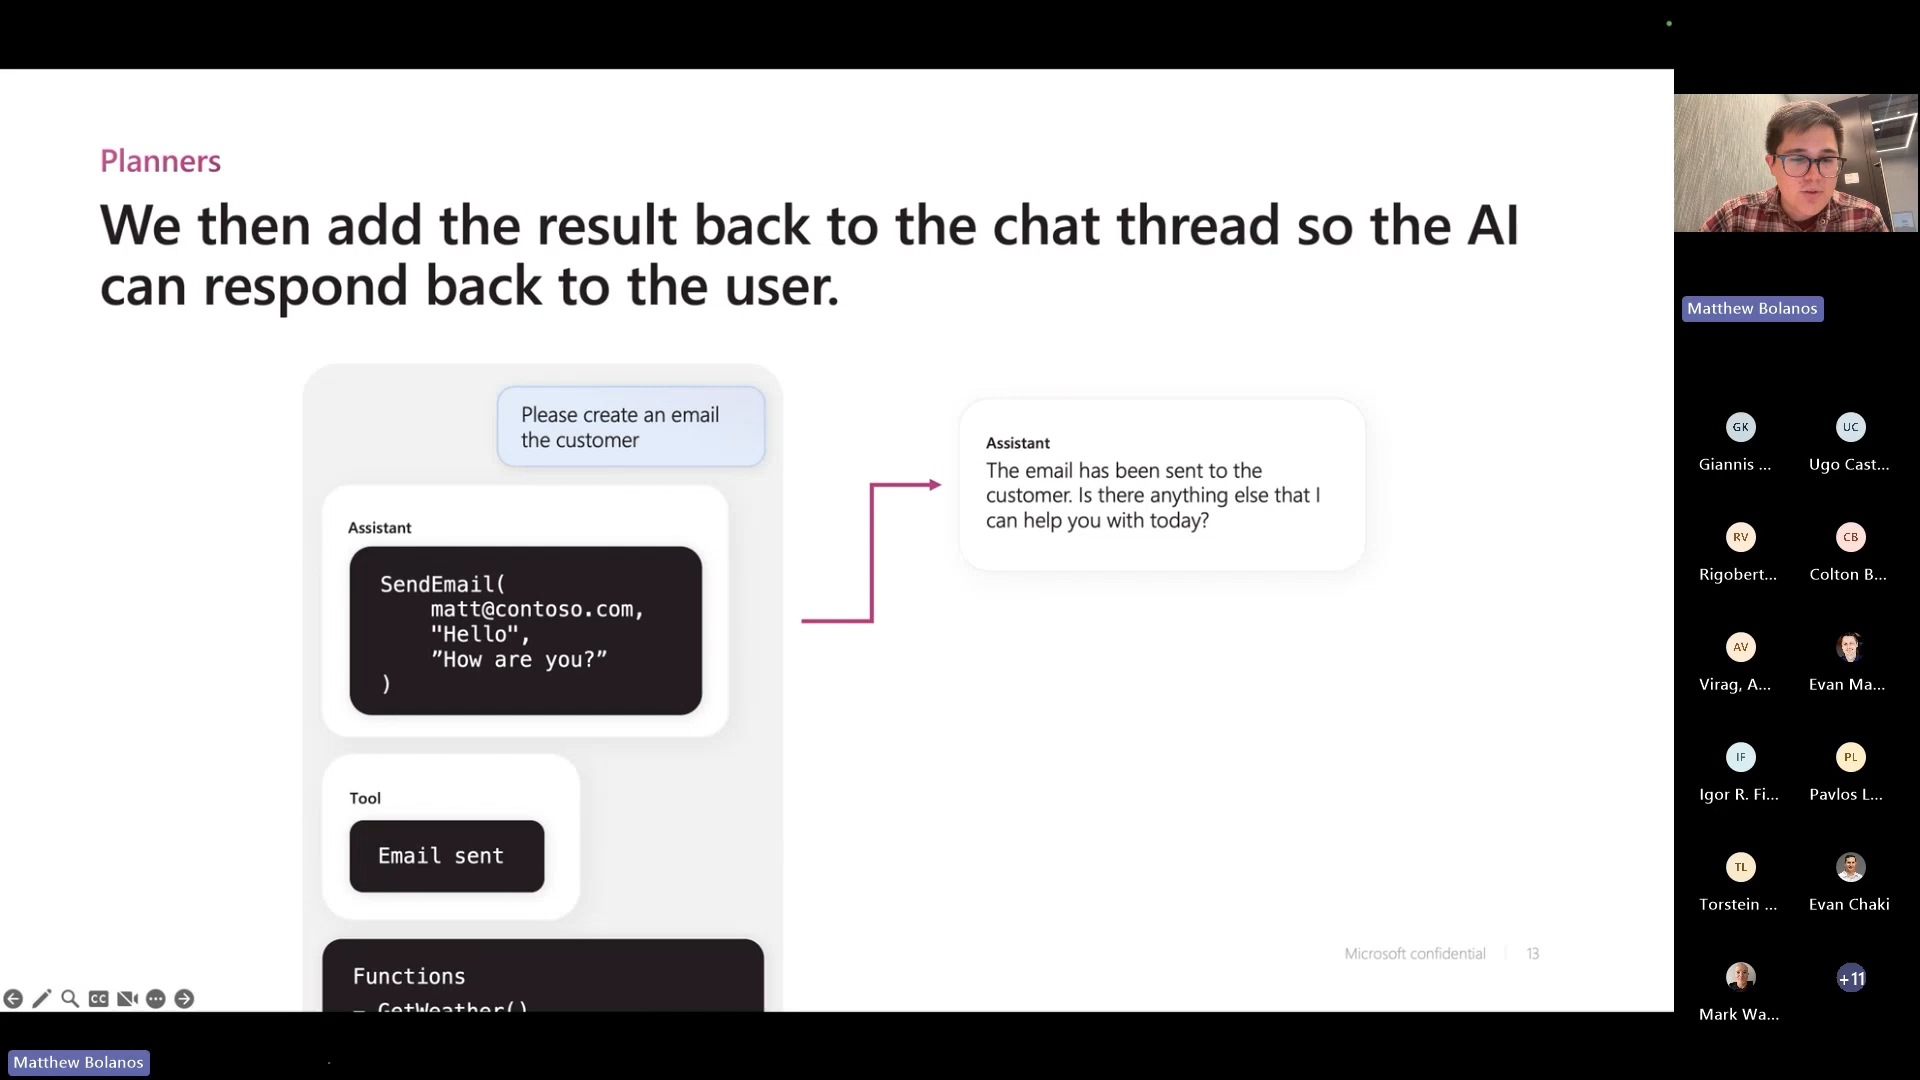 Planners
We then add the result back to the chat thread so the AI
can respond back to the user.
Please create an email
the customer
Assistant
SendEmail(
matt@contoso.com,
"Hello",
”How are you?”
)
Tool
Email sent
Functions
- GetWeather()
Assistant
The email has been sent to the
customer. Is there anything else that I
can help you with today?
Microsoft confidential
13
CC
Matthew Bolanos
Matthew Bolanos
GK
Giannis ...
UC
Ugo Cast...
RV
Rigobert...
CB
Colton B...
AV
Virag, A...
Evan Ma...
IF
Igor R. Fi...
PL
Pavlos L...
TL
Torstein ...
Evan Chaki
Mark Wa...
+11